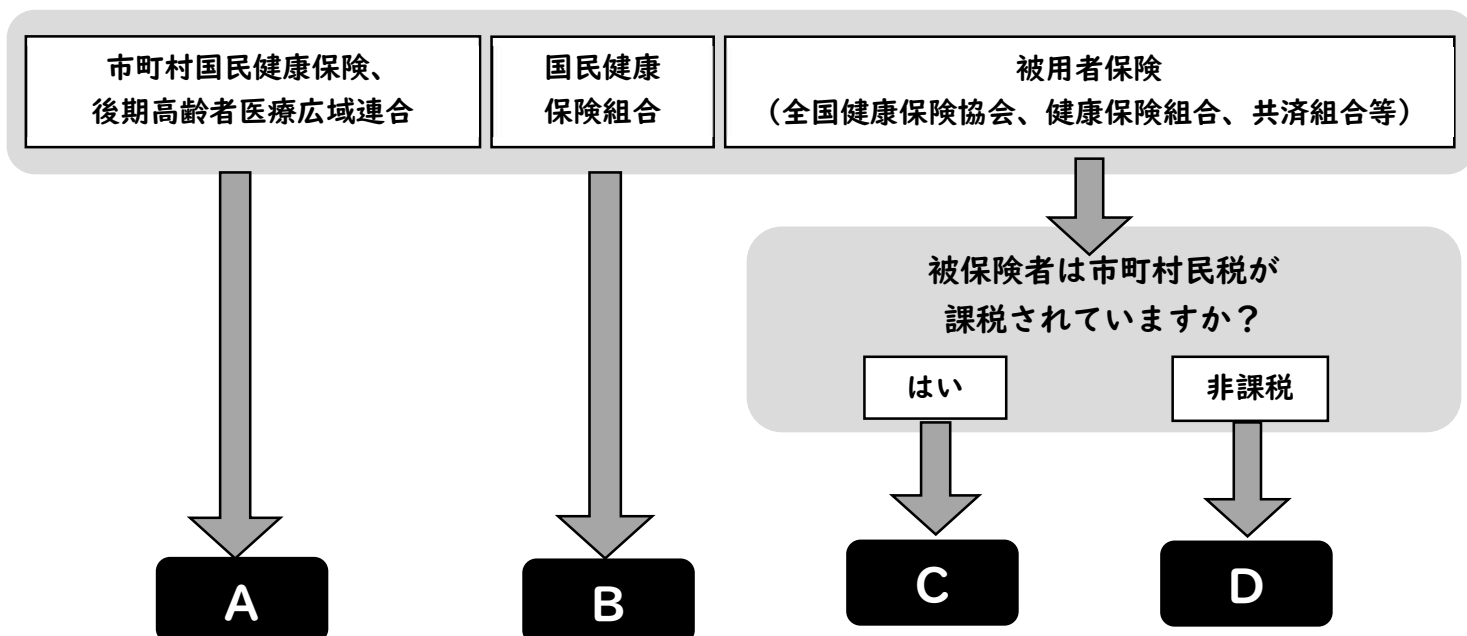 市町村国民健康保険、
後期高齢者医療広域連合
国民健康
保険組合
被用者保険
（全国健康保険協会、健康保険組合、共済組合等）
被保険者は市町村民税が
課税されていますか？
はい
非課税
A
B
C
D